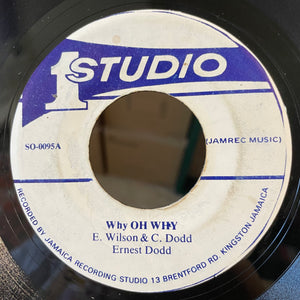 1 STUDIO
SO-0095A
(JAMREC MUSIC)
Why OH WHY
E. Wilson & C. Dodd
Ernest Dodd
RECORDED BY JAMAICA RECORDING STUDIO 13 BRENTFORD RD. KINGSTON JAMAICA